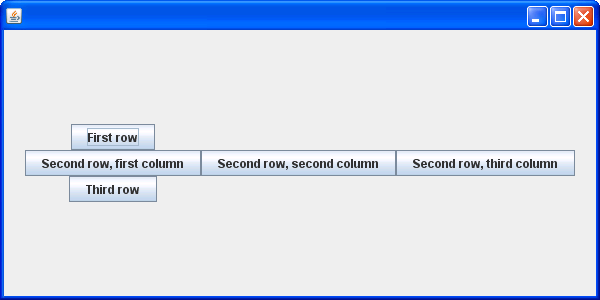 First row
Second row, first column Second row, second column Second row, third column
Third row